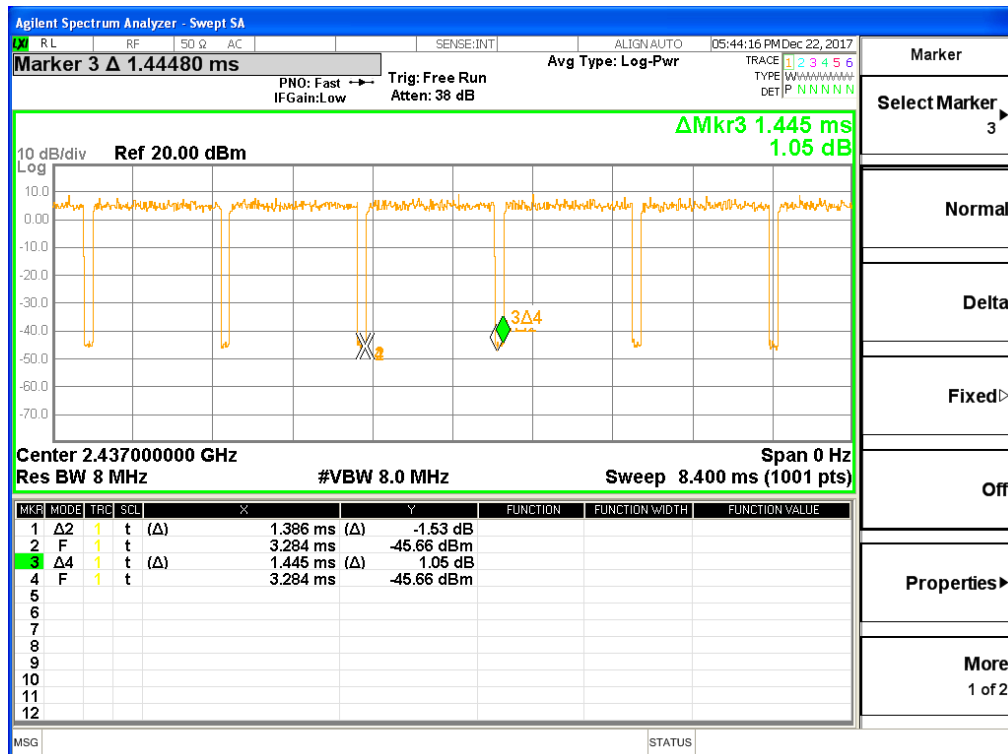 Agilent Spectrum Analyzer - Swept SA
LXI RL RF 50 Ω AC SENSE:INT ALIGN AUTO 05:44:16 PM Dec 22, 2017
Marker 3 Δ 1.44480 ms
PNO: Fast
IFGain:Low
Trig: Free Run
Atten: 38 dB
Avg Type: Log-Pwr
TRACE 1 2 3 4 5 6
TYPE W
DET P N N N N N
ΔMkr3 1.445 ms
1.05 dB
10 dB/div Ref 20.00 dBm
Log
10.0
0.00
-10.0
-20.0
-30.0
-40.0
-50.0
-60.0
-70.0
3Δ4
Center 2.437000000 GHz Span 0 Hz
Res BW 8 MHz #VBW 8.0 MHz Sweep 8.400 ms (1001 pts)
MKR MODE TRC SCL X Y FUNCTION FUNCTION WIDTH FUNCTION VALUE
1 Δ2 1 t (Δ) 1.386 ms (Δ) -1.53 dB
2 F 1 t 3.284 ms -45.66 dBm
3 Δ4 1 t (Δ) 1.445 ms (Δ) 1.05 dB
4 F 1 t 3.284 ms -45.66 dBm
5
6
7
8
9
10
11
12
MSG STATUS
Marker
Select Marker
3
Normal
Delta
Fixed
Off
Properties
More
1 of 2